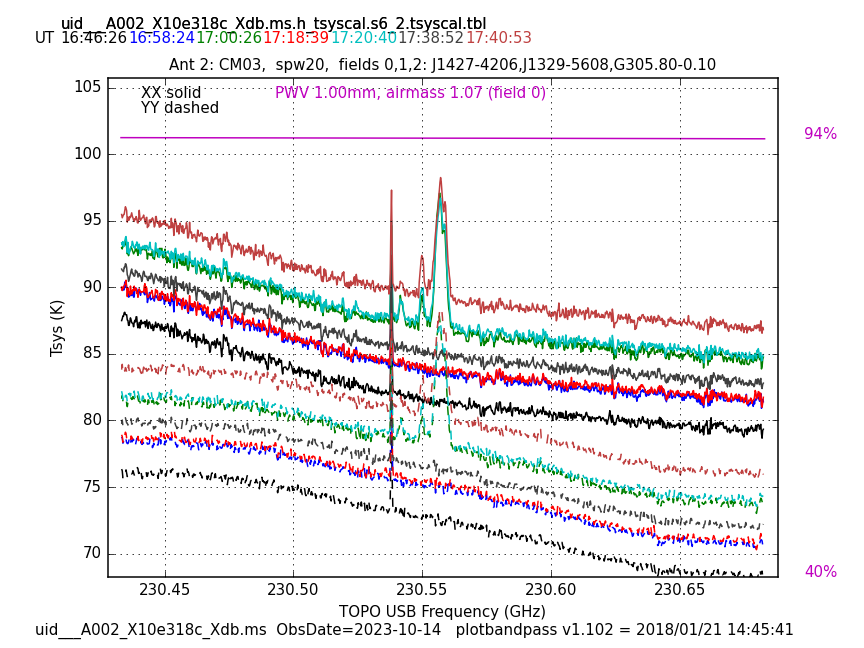 uid___A002_X10e318c_Xdb.ms.h_tsyscal.s6_2.tsyscal.tbl
UT 16:46:26 16:58:24 17:00:26 17:18:39 17:20:40 17:38:52 17:40:53
Ant 2: CM03,  spw20,  fields 0,1,2: J1427-4206,J1329-5608,G305.80-0.10
XX solid
PWV 1.00mm, airmass 1.07 (field 0)
YY dashed
105
100
95
90
85
80
75
70
94%
40%
Tsys (K)
230.45 230.50 230.55 230.60 230.65
TOPO USB Frequency (GHz)
uid___A002_X10e318c_Xdb.ms  ObsDate=2023-10-14   plotbandpass v1.102 = 2018/01/21 14:45:41